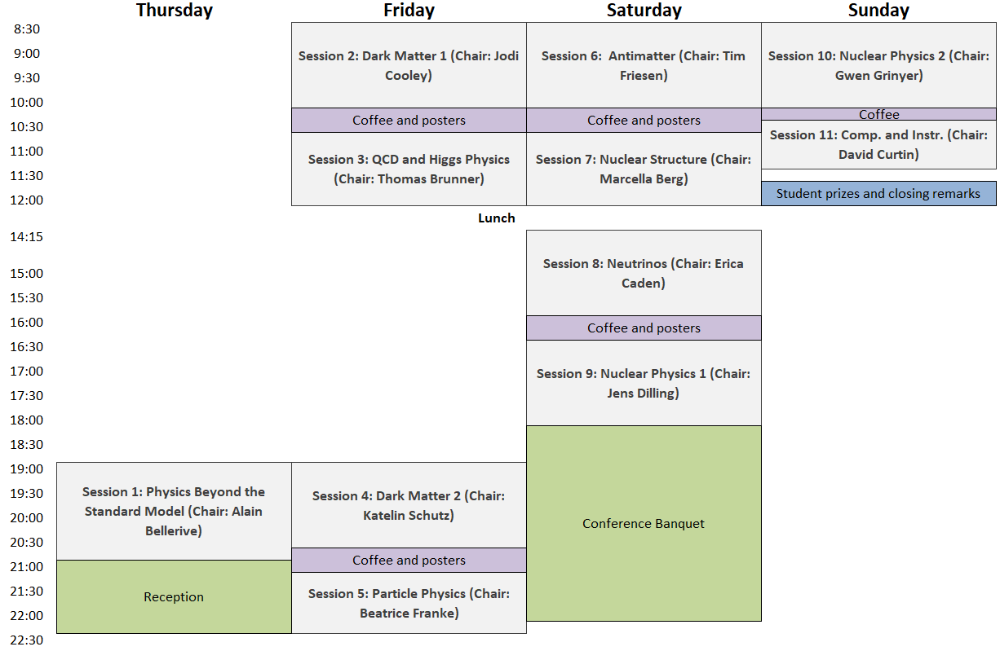 Thursday Friday Saturday Sunday
8:30
9:00
9:30
10:00
10:30
11:00
11:30
12:00
14:15
15:00
15:30
16:00
16:30
17:00
17:30
18:00
18:30
19:00
19:30
20:00
20:30
21:00
21:30
22:00
22:30
Session 1: Physics Beyond the
Standard Model (Chair: Alain
Bellerive)
Reception
Session 2: Dark Matter 1 (Chair: Jodi
Cooley)
Coffee and posters
Session 3: QCD and Higgs Physics
(Chair: Thomas Brunner)
Lunch
Session 4: Dark Matter 2 (Chair:
Katelin Schutz)
Coffee and posters
Session 5: Particle Physics (Chair:
Beatrice Franke)
Session 6:  Antimatter (Chair: Tim
Friesen)
Coffee and posters
Session 7: Nuclear Structure (Chair:
Marcella Berg)
Session 8: Neutrinos (Chair: Erica
Caden)
Coffee and posters
Session 9: Nuclear Physics 1 (Chair:
Jens Dilling)
Conference Banquet
Session 10: Nuclear Physics 2 (Chair:
Gwen Grinyer)
Coffee
Session 11: Comp. and Instr. (Chair:
David Curtin)
Student prizes and closing remarks